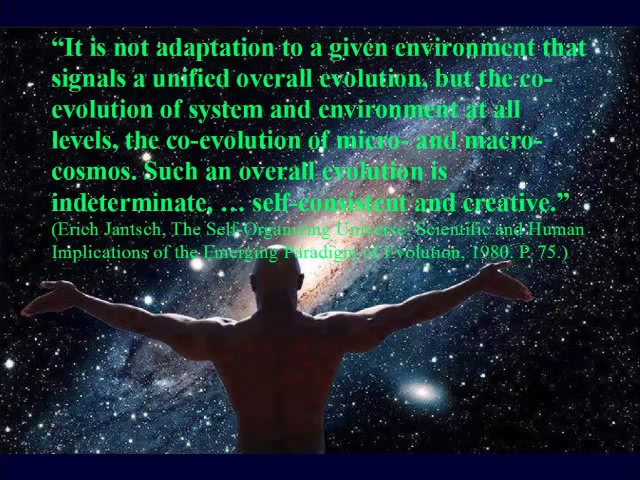 “It is not adaptation to a given environment that
signals a unified overall evolution, but the co-
evolution of system and environment at all
levels, the co-evolution of micro- and macro-
cosmos. Such an overall evolution is
indeterminate, … self-consistent and creative.”
(Erich Jantsch, The Self-Organizing Universe: Scientific and Human
Implications of the Emerging Paradigm of Evolution, 1980. P. 75.)